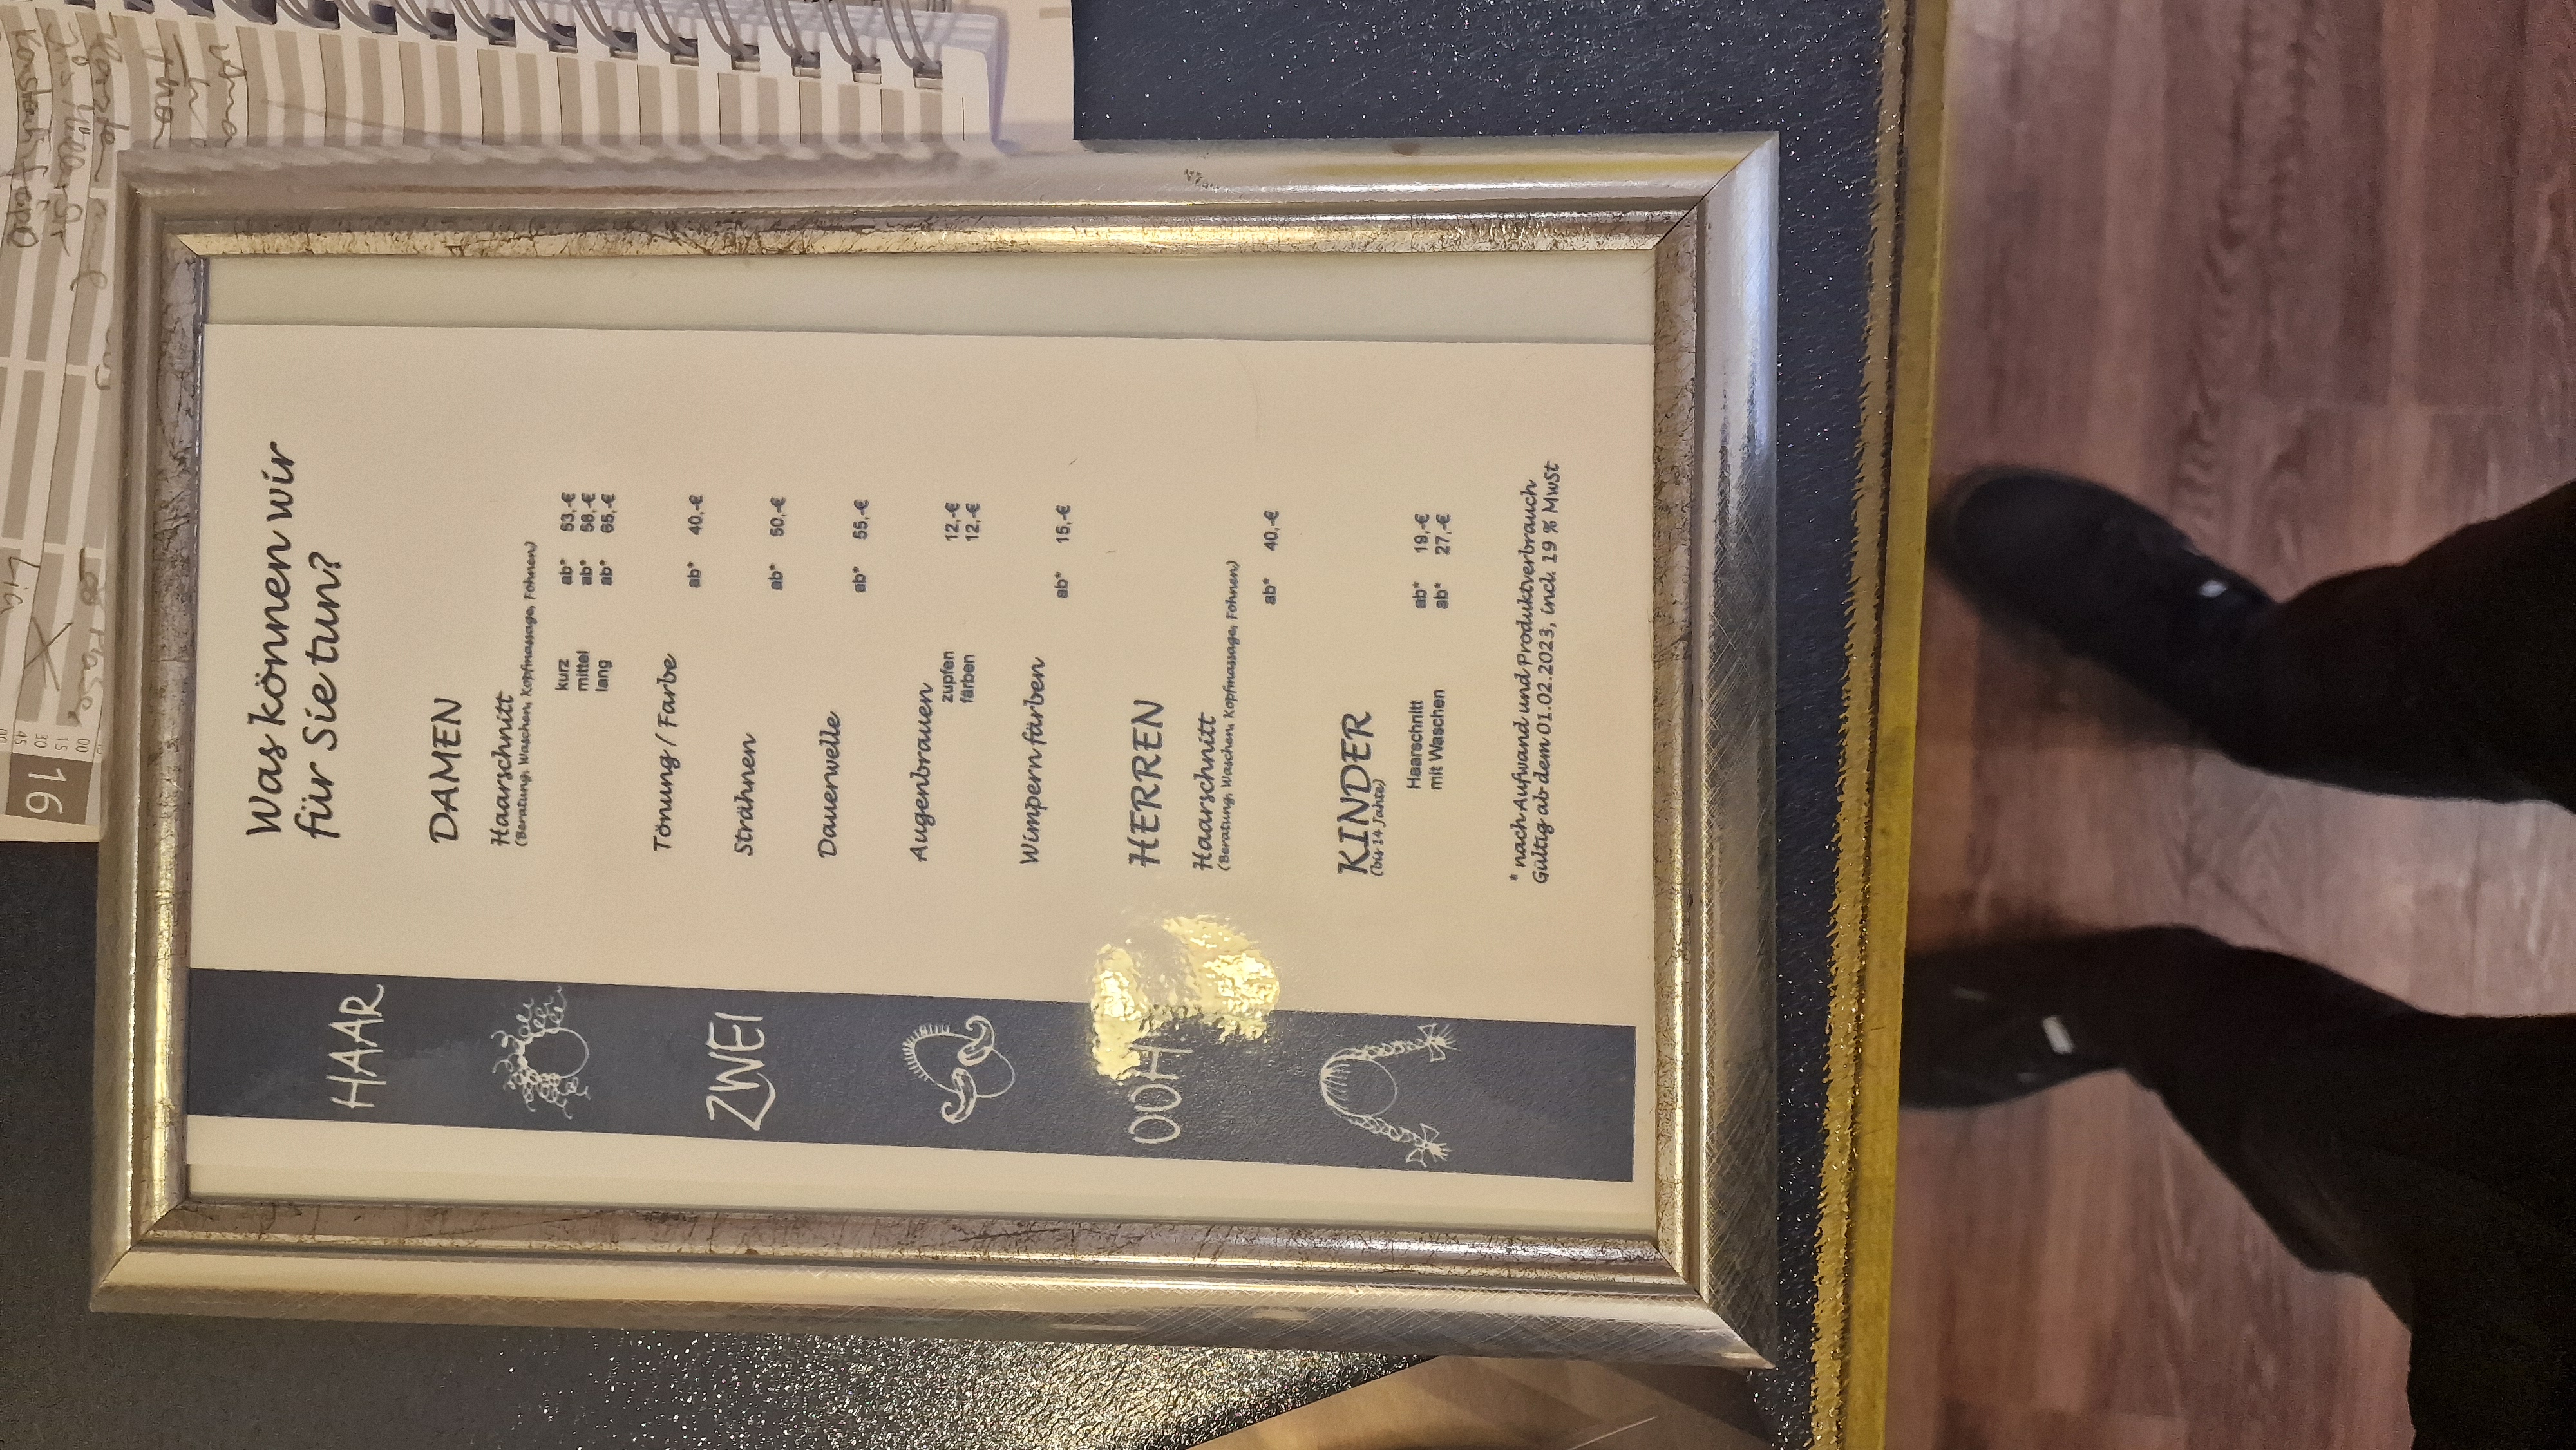 HAAR
ZWEI
OOH
Was können wir
für Sie tun?
DAMEN
Haarschnitt
(Beratung, Waschen, Kopfmassage, Föhnen)
kurz ab* 53,-€
mittel ab* 58,-€
lang ab* 65,-€
Tönung / Farbe
ab* 40,-€
Strähnen
ab* 50,-€
Dauerwelle
ab* 55,-€
Augenbrauen
zupfen 12,-€
färben 12,-€
Wimpern färben
ab* 15,-€
HERREN
Haarschnitt
(Beratung, Waschen, Kopfmassage, Föhnen)
ab* 40,-€
KINDER
(bis 14 Jahte)
Haarschnitt ab* 19,-€
mit Waschen ab* 27,-€
* nach Aufwand und Produktverbrauch
Gültig ab dem 01.02.2023, incl. 19 % MwSt
16
00
15
30
45
00